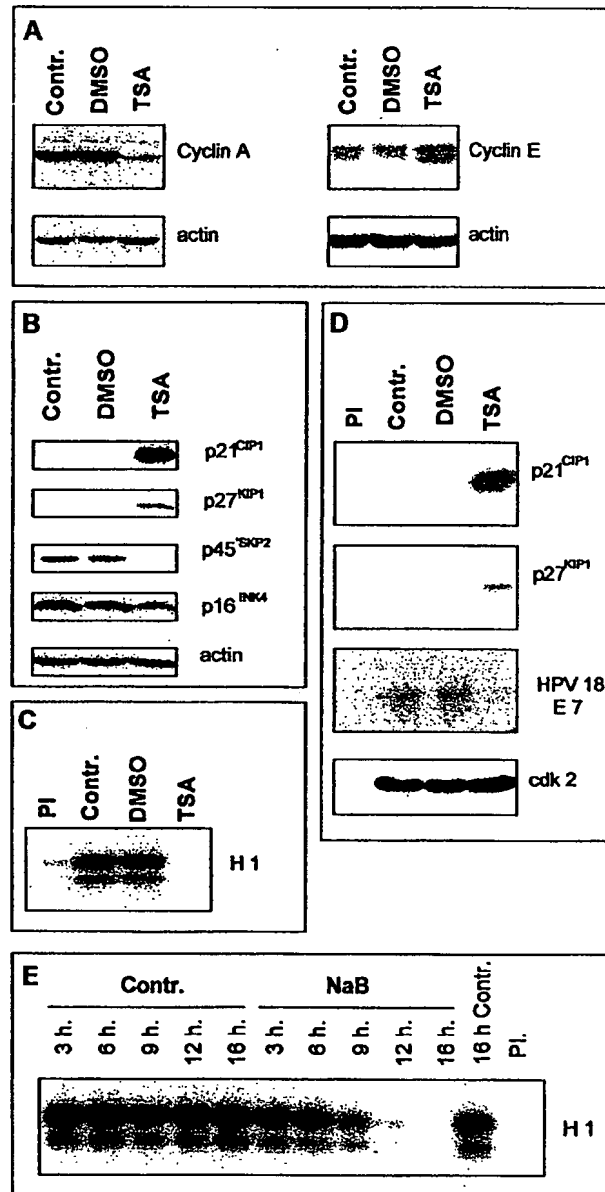 A
Contr. DMSO TSA
Cyclin A
actin
Contr. DMSO TSA
Cyclin E
actin
B
Contr. DMSO TSA
p21CIP1
p27KIP1
p45SKP2
p16INK4
actin
C
PI Contr. DMSO TSA
H 1
D
PI Contr. DMSO TSA
p21CIP1
p27KIP1
HPV 18
E 7
cdk 2
E
Contr. NaB
3 h. 6 h. 9 h. 12 h. 16 h. 3 h. 6 h. 9 h. 12 h. 16 h. 16 h Contr. PI.
H 1